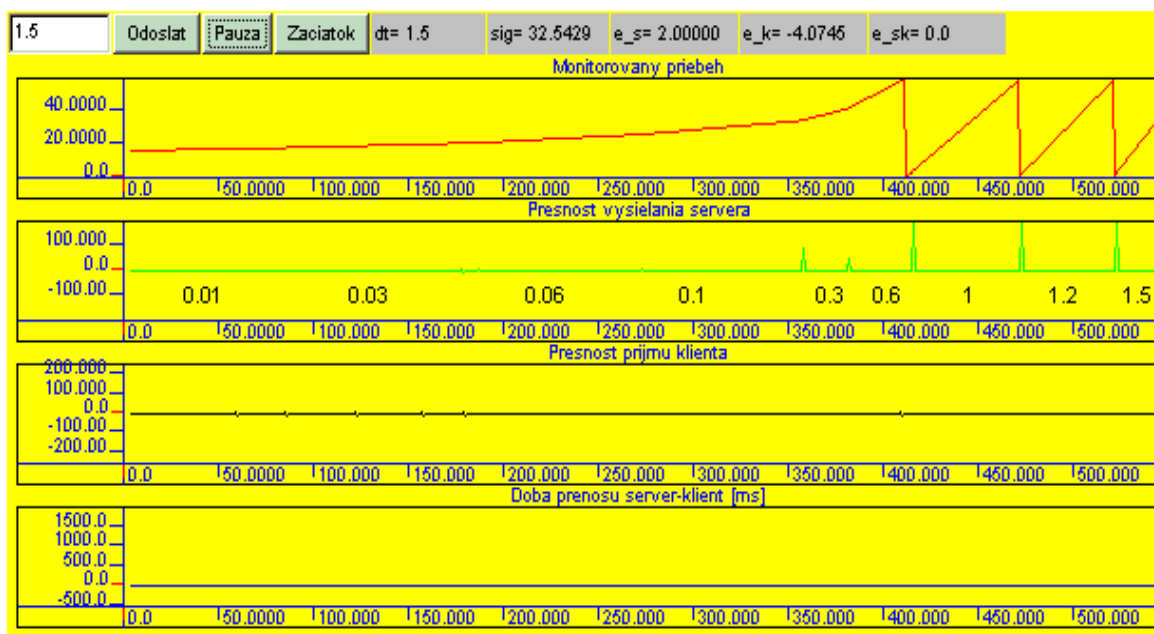 1.5 Odoslat Pauza Zaciatok dt= 1.5 sig= 32.5429 e_s= 2.00000 e_k= -4.0745 e_sk= 0.0
Monitorovany priebeh
40.0000
20.0000
0.0
0.0 50.0000 100.000 150.000 200.000 250.000 300.000 350.000 400.000 450.000 500.000
Presnost vysielania servera
100.000
0.0
-100.00
0.01 0.03 0.06 0.1 0.3 0.6 1 1.2 1.5
0.0 50.0000 100.000 150.000 200.000 250.000 300.000 350.000 400.000 450.000 500.000
Presnost prijmu klienta
200.000
100.000
0.0
-100.00
-200.00
0.0 50.0000 100.000 150.000 200.000 250.000 300.000 350.000 400.000 450.000 500.000
Doba prenosu server-klient [ms]
1500.0
1000.0
500.0
0.0
-500.0
0.0 50.0000 100.000 150.000 200.000 250.000 300.000 350.000 400.000 450.000 500.000